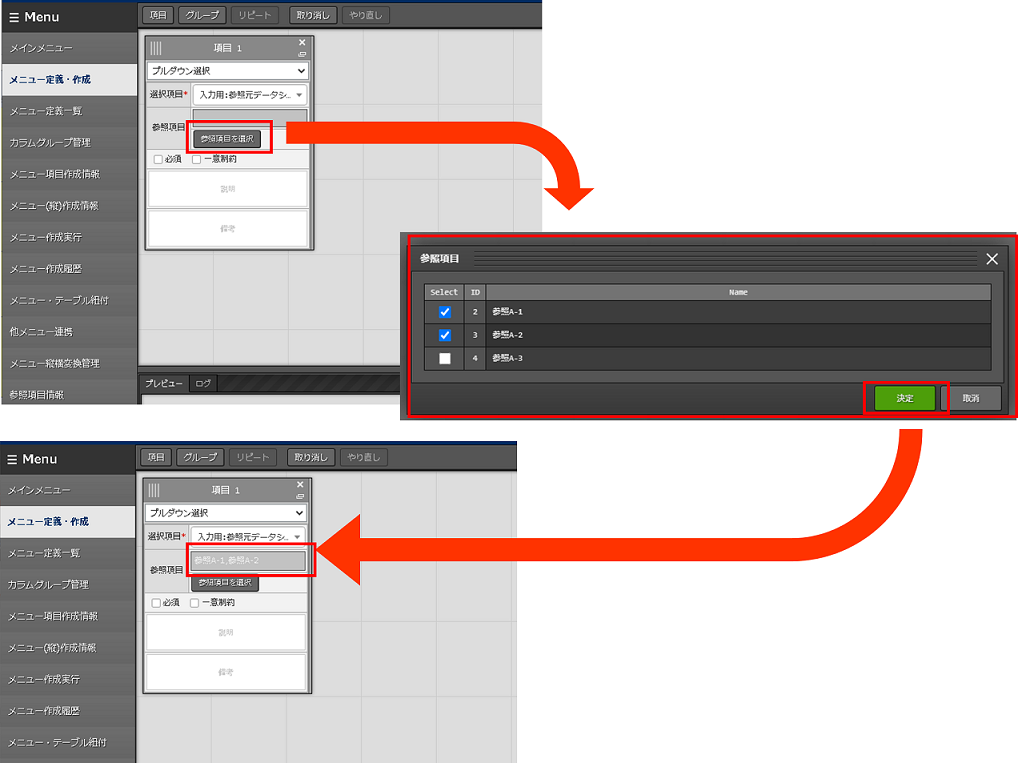 Menu
メインメニュー
メニュー定義・作成
メニュー定義一覧
カラムグループ管理
メニュー項目作成情報
メニュー(縦)作成情報
メニュー作成実行
メニュー作成履歴
メニュー・テーブル紐付
他メニュー連携
メニュー縦横変換管理
参照項目情報
項目 グループ リピート 取り消し やり直し
項目 1
プルダウン選択
選択項目* 入力用:参照元データシ..
参照項目
参照項目を選択
必須 一意制約
説明
備考
プレビュー ログ
参照項目
Select ID Name
2 参照A-1
3 参照A-2
4 参照A-3
決定 取消
Menu
メインメニュー
メニュー定義・作成
メニュー定義一覧
カラムグループ管理
メニュー項目作成情報
メニュー(縦)作成情報
メニュー作成実行
メニュー作成履歴
メニュー・テーブル紐付
項目 グループ リピート 取り消し やり直し
項目 1
プルダウン選択
選択項目* 入力用:参照元データシ..
参照項目 参照A-1,参照A-2
参照項目を選択
必須 一意制約
説明
備考